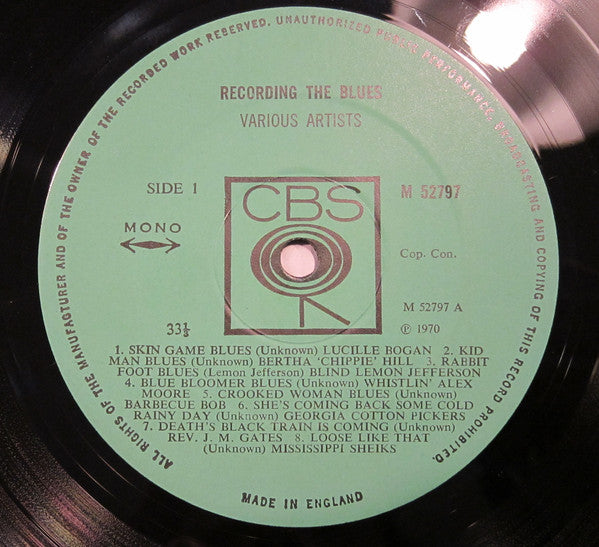 ALL RIGHTS OF THE MANUFACTURER AND OF THE OWNER OF THE RECORDED WORK RESERVED. UNAUTHORIZED PUBLIC PERFORMANCE, BROADCASTING AND COPYING OF THIS RECORD PROHIBITED.
RECORDING THE BLUES
VARIOUS ARTISTS
SIDE 1
CBS
M 52797
MONO
Cop. Con.
M 52797 A
33⅓
℗ 1970
1. SKIN GAME BLUES (Unknown) LUCILLE BOGAN 2. KID
MAN BLUES (Unknown) BERTHA 'CHIPPIE' HILL 3. RABBIT
FOOT BLUES (Lemon Jefferson) BLIND LEMON JEFFERSON
4. BLUE BLOOMER BLUES (Unknown) WHISTLIN' ALEX
MOORE 5. CROOKED WOMAN BLUES (Unknown)
BARBECUE BOB 6. SHE'S COMING BACK SOME COLD
RAINY DAY (Unknown) GEORGIA COTTON PICKERS
7. DEATH'S BLACK TRAIN IS COMING (Unknown)
REV. J. M. GATES 8. LOOSE LIKE THAT
(Unknown) MISSISSIPPI SHEIKS
MADE IN ENGLAND